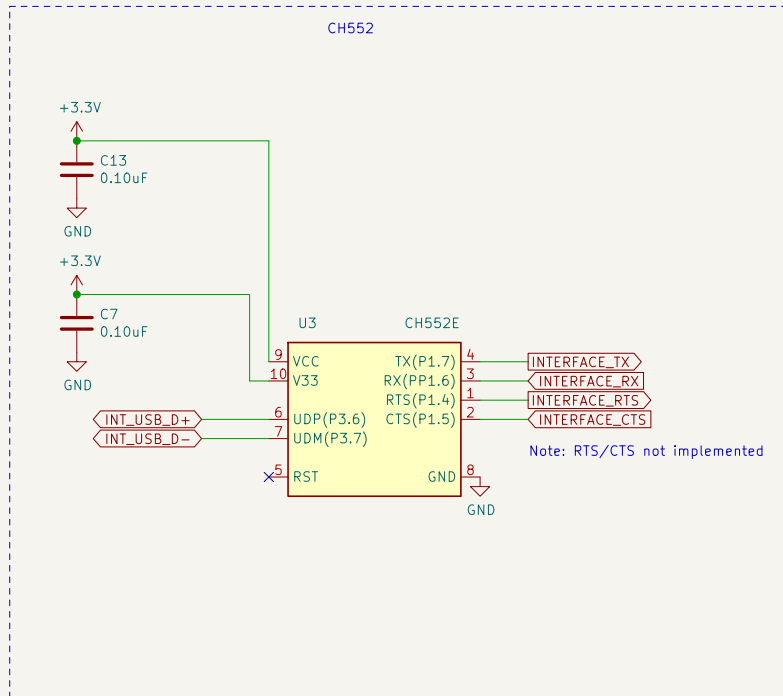 CH552
+3.3V
C13
0.10uF
GND
+3.3V
C7
0.10uF
GND
U3
CH552E
9
VCC
10
V33
6
UDP(P3.6)
7
UDM(P3.7)
5
RST
TX(P1.7)
4
RX(PP1.6)
3
RTS(P1.4)
1
CTS(P1.5)
2
GND
8
INT_USB_D+
INT_USB_D-
INTERFACE_TX
INTERFACE_RX
INTERFACE_RTS
INTERFACE_CTS
Note: RTS/CTS not implemented
GND